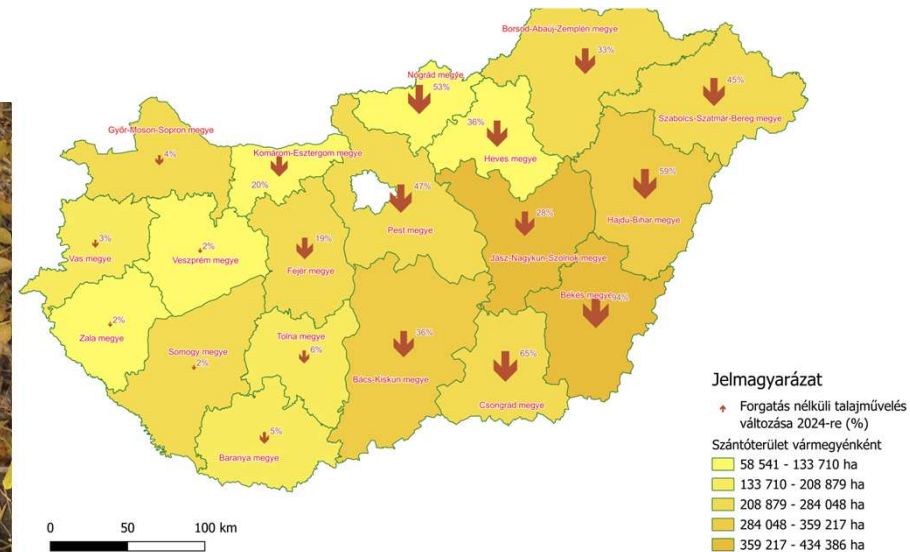 Borsod-Abaúj-Zemplén megye
33%
Nógrád megye
53%
45%
Szabolcs-Szatmár-Bereg megye
36%
Heves megye
Győr-Moson-Sopron megye
4%
Komárom-Esztergom megye
20%
59%
Hajdú-Bihar megye
47%
Pest megye
28%
Jász-Nagykun-Szolnok megye
3%
Vas megye
2%
Veszprém megye
19%
Fejér megye
Békés megye
94%
2%
Zala megye
Somogy megye
2%
Tolna megye
6%
36%
Bács-Kiskun megye
65%
Csongrád megye
5%
Baranya megye
Jelmagyarázat
Forgatás nélküli talajművelés
változása 2024-re (%)
Szántóterület vármegyénként
58 541 - 133 710 ha
133 710 - 208 879 ha
208 879 - 284 048 ha
284 048 - 359 217 ha
359 217 - 434 386 ha
0 50 100 km